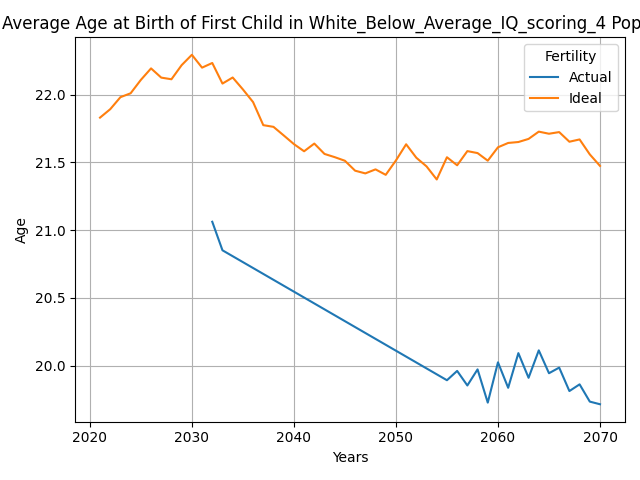 Average Age at Birth of First Child in White_Below_Average_IQ_scoring_4 Pop
Fertility
Actual
Ideal
22.0
21.5
21.0
20.5
20.0
Age
2020 2030 2040 2050 2060 2070
Years